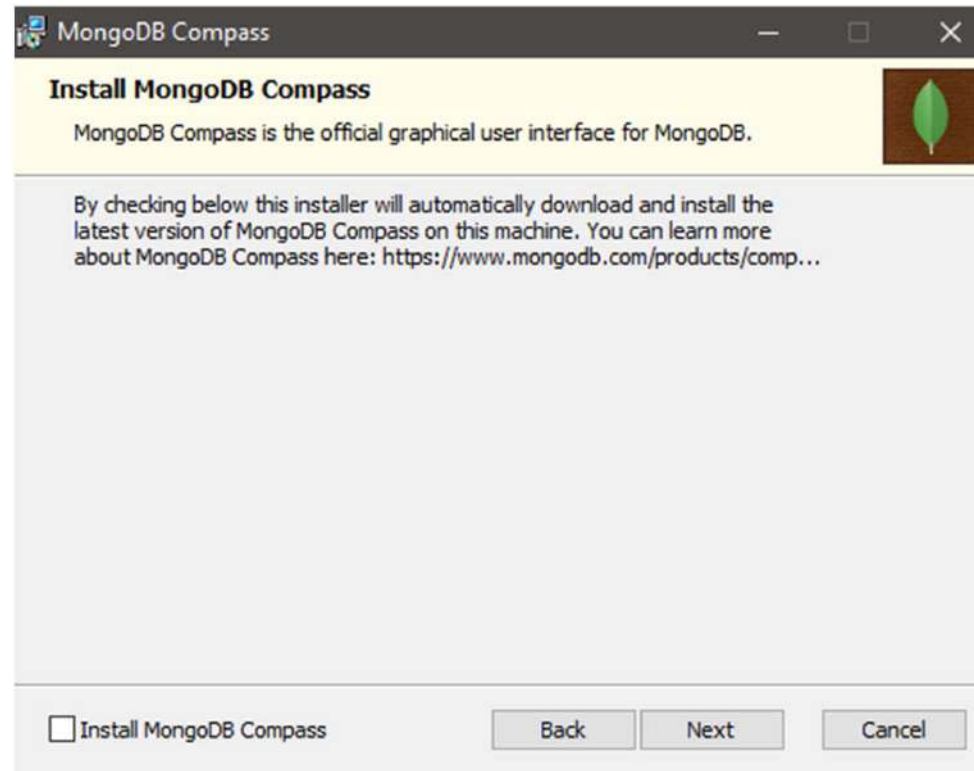 MongoDB Compass
Install MongoDB Compass
MongoDB Compass is the official graphical user interface for MongoDB.
By checking below this installer will automatically download and install the
latest version of MongoDB Compass on this machine. You can learn more
about MongoDB Compass here: https://www.mongodb.com/products/comp...
Install MongoDB Compass Back Next Cancel